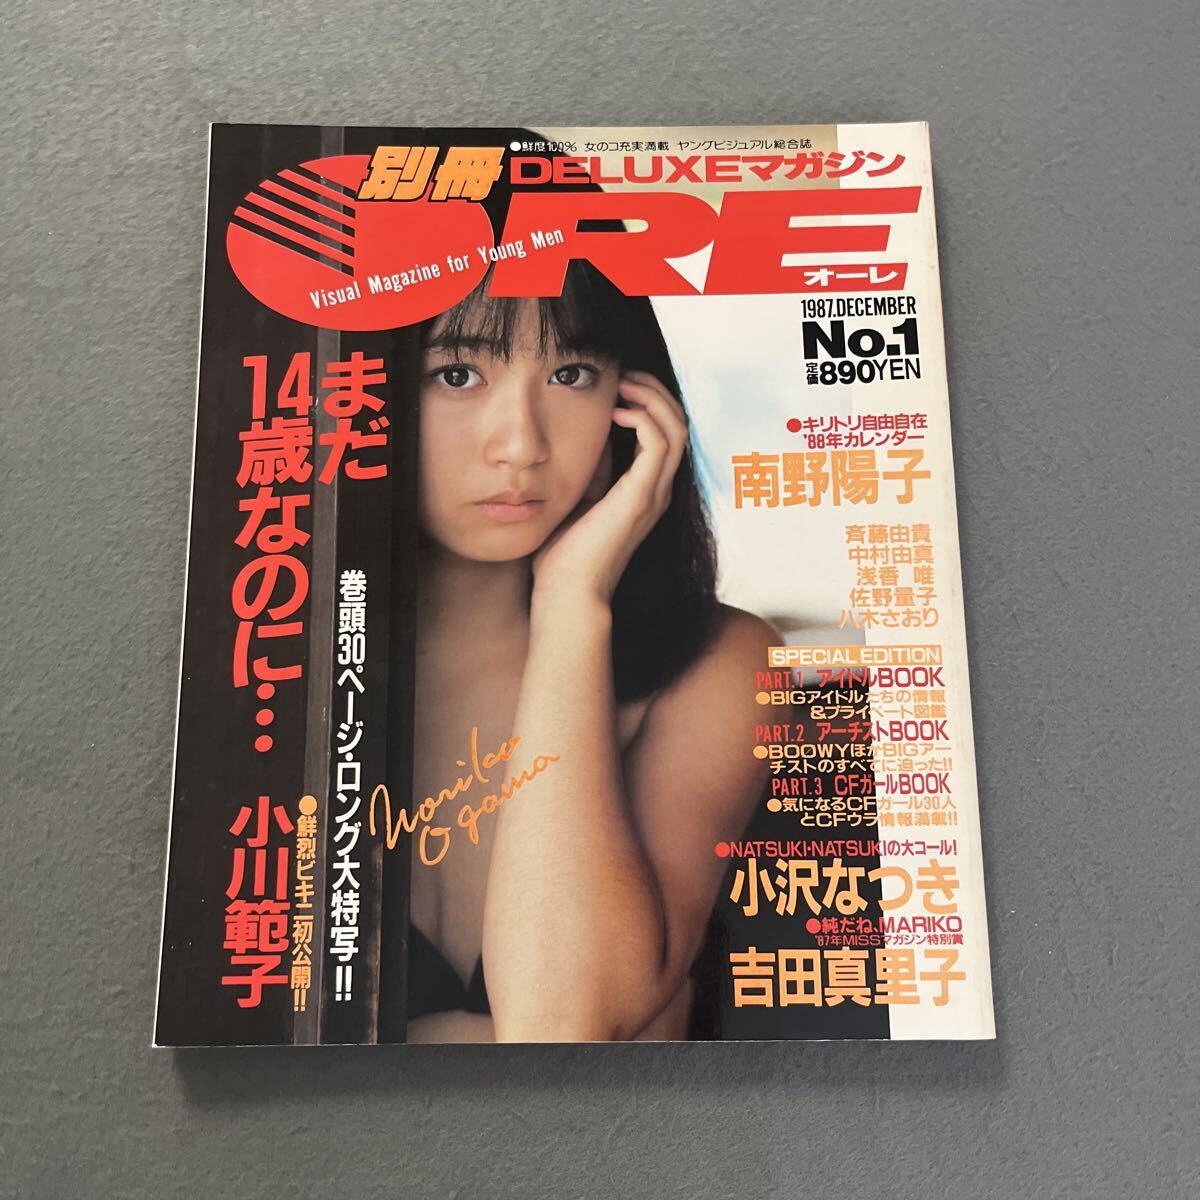 ●鮮度100% 女のコ充実満載 ヤングビジュアル総合誌
別冊
DELUXEマガジン
ORE
オーレ
Visual Magazine for Young Men
1987.DECEMBER
No.1
定価890YEN
まだ
14歳なのに…
小川範子
●鮮烈ビキニ初公開!!
巻頭30ページ・ロング大特写!!
Noriko
Ogawa
●キリトリ自由自在
'88年カレンダー
南野陽子
斉藤由貴
中村由真
浅香 唯
佐野量子
八木さおり
SPECIAL EDITION
PART.1 アイドルBOOK
●BIGアイドルたちの情報
&プライベート図鑑
PART.2 アーチストBOOK
●BOOWYほかBIGアー
チストのすべてに迫った!!
PART.3 CFガールBOOK
●気になるCFガール30人
とCFウラ情報満載!!
●NATSUKI・NATSUKIの大コール!
小沢なつき
●純だね、MARIKO
'87年MISSマガジン特別賞
吉田真里子